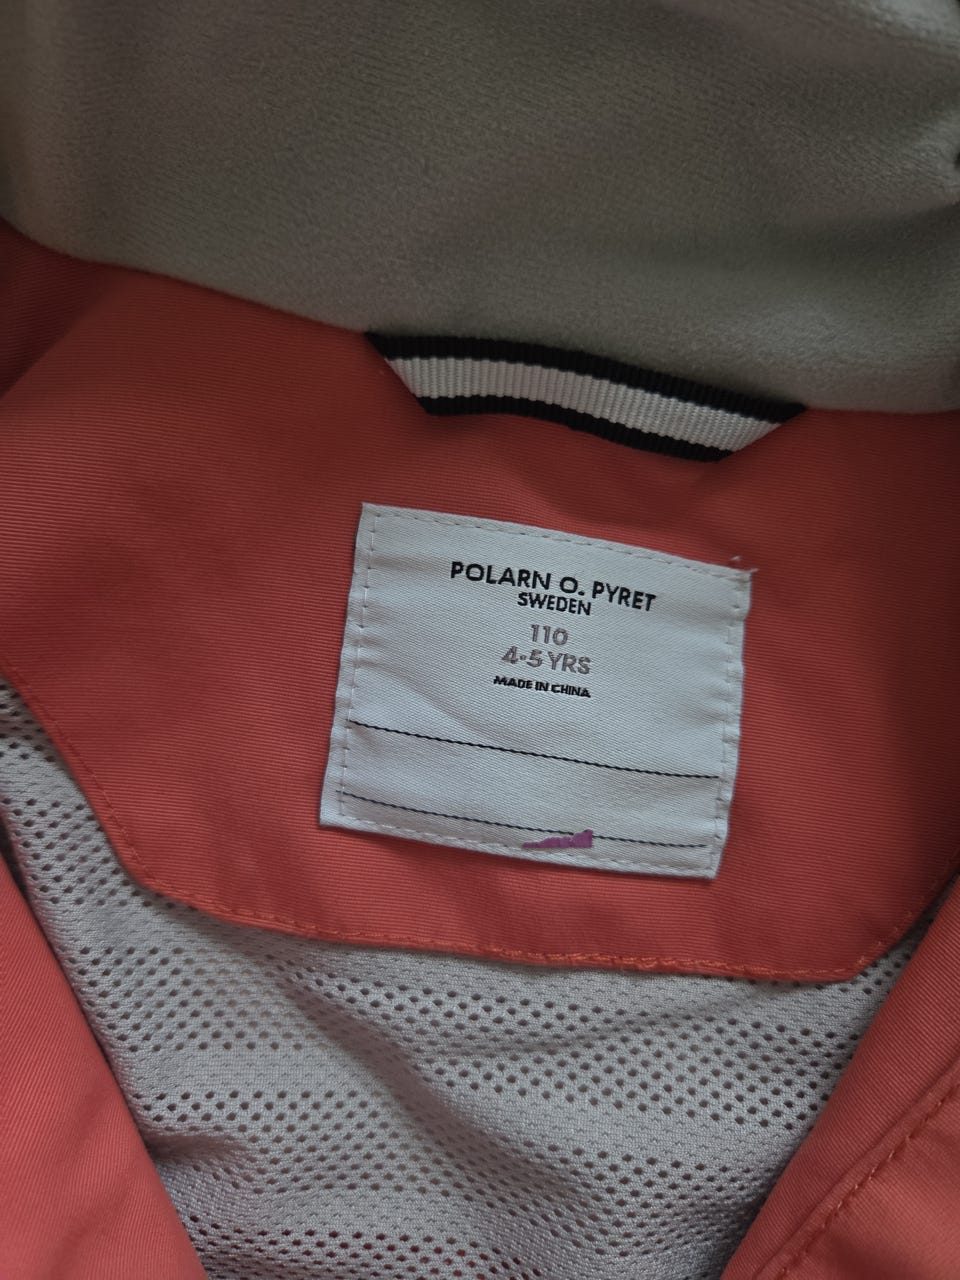 POLARN O. PYRET
SWEDEN
110
4-5 YRS
MADE IN CHINA